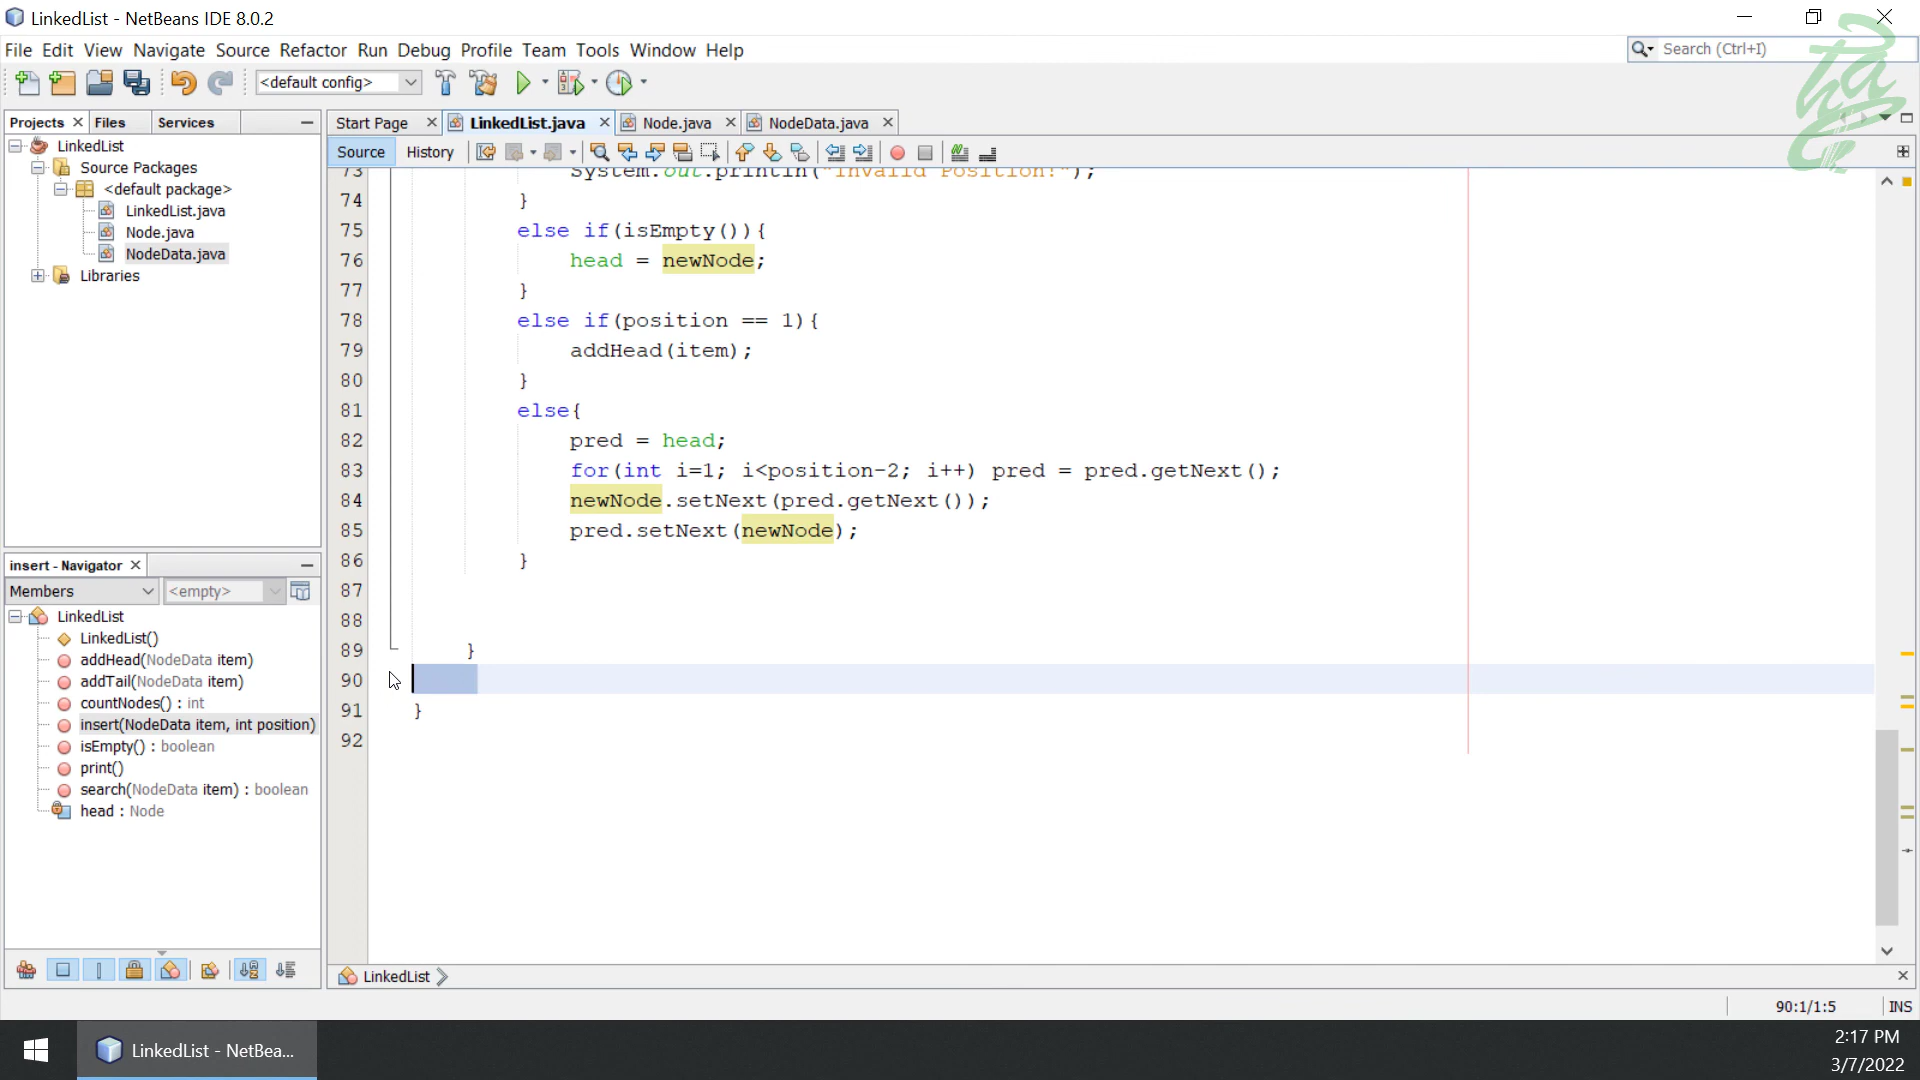 LinkedList - NetBeans IDE 8.0.2
File Edit View Navigate Source Refactor Run Debug Profile Team Tools Window Help
Search (Ctrl+I)
<default config>
Projects Files Services
Start Page LinkedList.java Node.java NodeData.java
Source History
LinkedList
Source Packages
<default package>
LinkedList.java
Node.java
NodeData.java
Libraries
73 System.out.println("Invalid Position!");
74 }
75 else if(isEmpty()){
76 head = newNode;
77 }
78 else if(position == 1){
79 addHead(item);
80 }
81 else{
82 pred = head;
83 for(int i=1; i<position-2; i++) pred = pred.getNext();
84 newNode.setNext(pred.getNext());
85 pred.setNext(newNode);
86 }
87
88
89 }
90
91 }
92
insert - Navigator
Members <empty>
LinkedList
LinkedList()
addHead(NodeData item)
addTail(NodeData item)
countNodes() : int
insert(NodeData item, int position)
isEmpty() : boolean
print()
search(NodeData item) : boolean
head : Node
LinkedList
90:1/1:5 INS
LinkedList - NetBea...
2:17 PM
3/7/2022